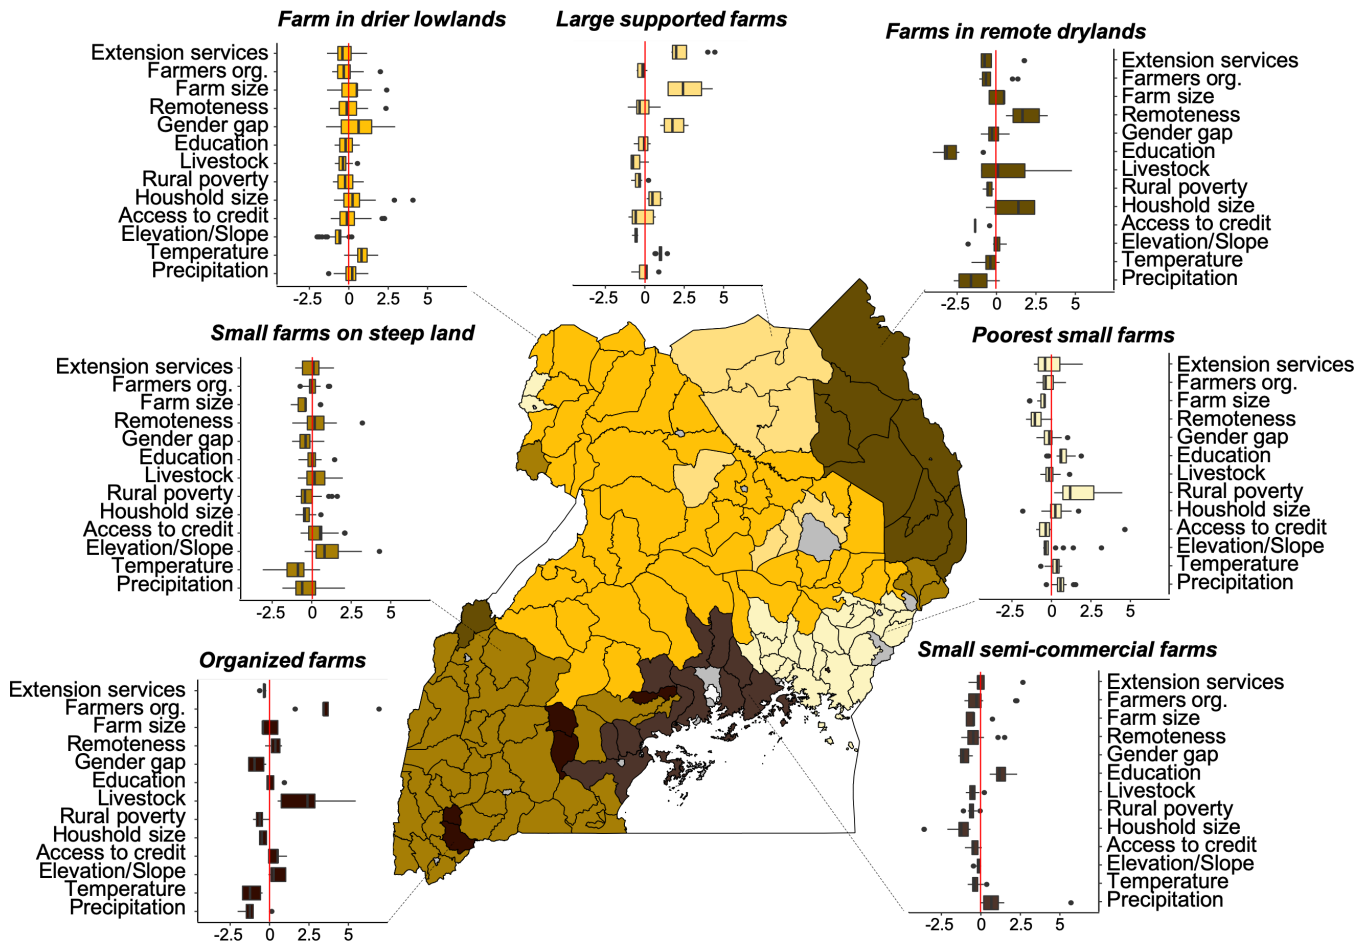 Farm in drier lowlands
Extension services
Farmers org.
Farm size
Remoteness
Gender gap
Education
Livestock
Rural poverty
Houshold size
Access to credit
Elevation/Slope
Temperature
Precipitation
-2.5 0 2.5 5
Large supported farms
-2.5 0 2.5 5
Farms in remote drylands
Extension services
Farmers org.
Farm size
Remoteness
Gender gap
Education
Livestock
Rural poverty
Houshold size
Access to credit
Elevation/Slope
Temperature
Precipitation
-2.5 0 2.5 5
Small farms on steep land
Extension services
Farmers org.
Farm size
Remoteness
Gender gap
Education
Livestock
Rural poverty
Houshold size
Access to credit
Elevation/Slope
Temperature
Precipitation
-2.5 0 2.5 5
Poorest small farms
Extension services
Farmers org.
Farm size
Remoteness
Gender gap
Education
Livestock
Rural poverty
Houshold size
Access to credit
Elevation/Slope
Temperature
Precipitation
-2.5 0 2.5 5
Organized farms
Extension services
Farmers org.
Farm size
Remoteness
Gender gap
Education
Livestock
Rural poverty
Houshold size
Access to credit
Elevation/Slope
Temperature
Precipitation
-2.5 0 2.5 5
Small semi-commercial farms
Extension services
Farmers org.
Farm size
Remoteness
Gender gap
Education
Livestock
Rural poverty
Houshold size
Access to credit
Elevation/Slope
Temperature
Precipitation
-2.5 0 2.5 5